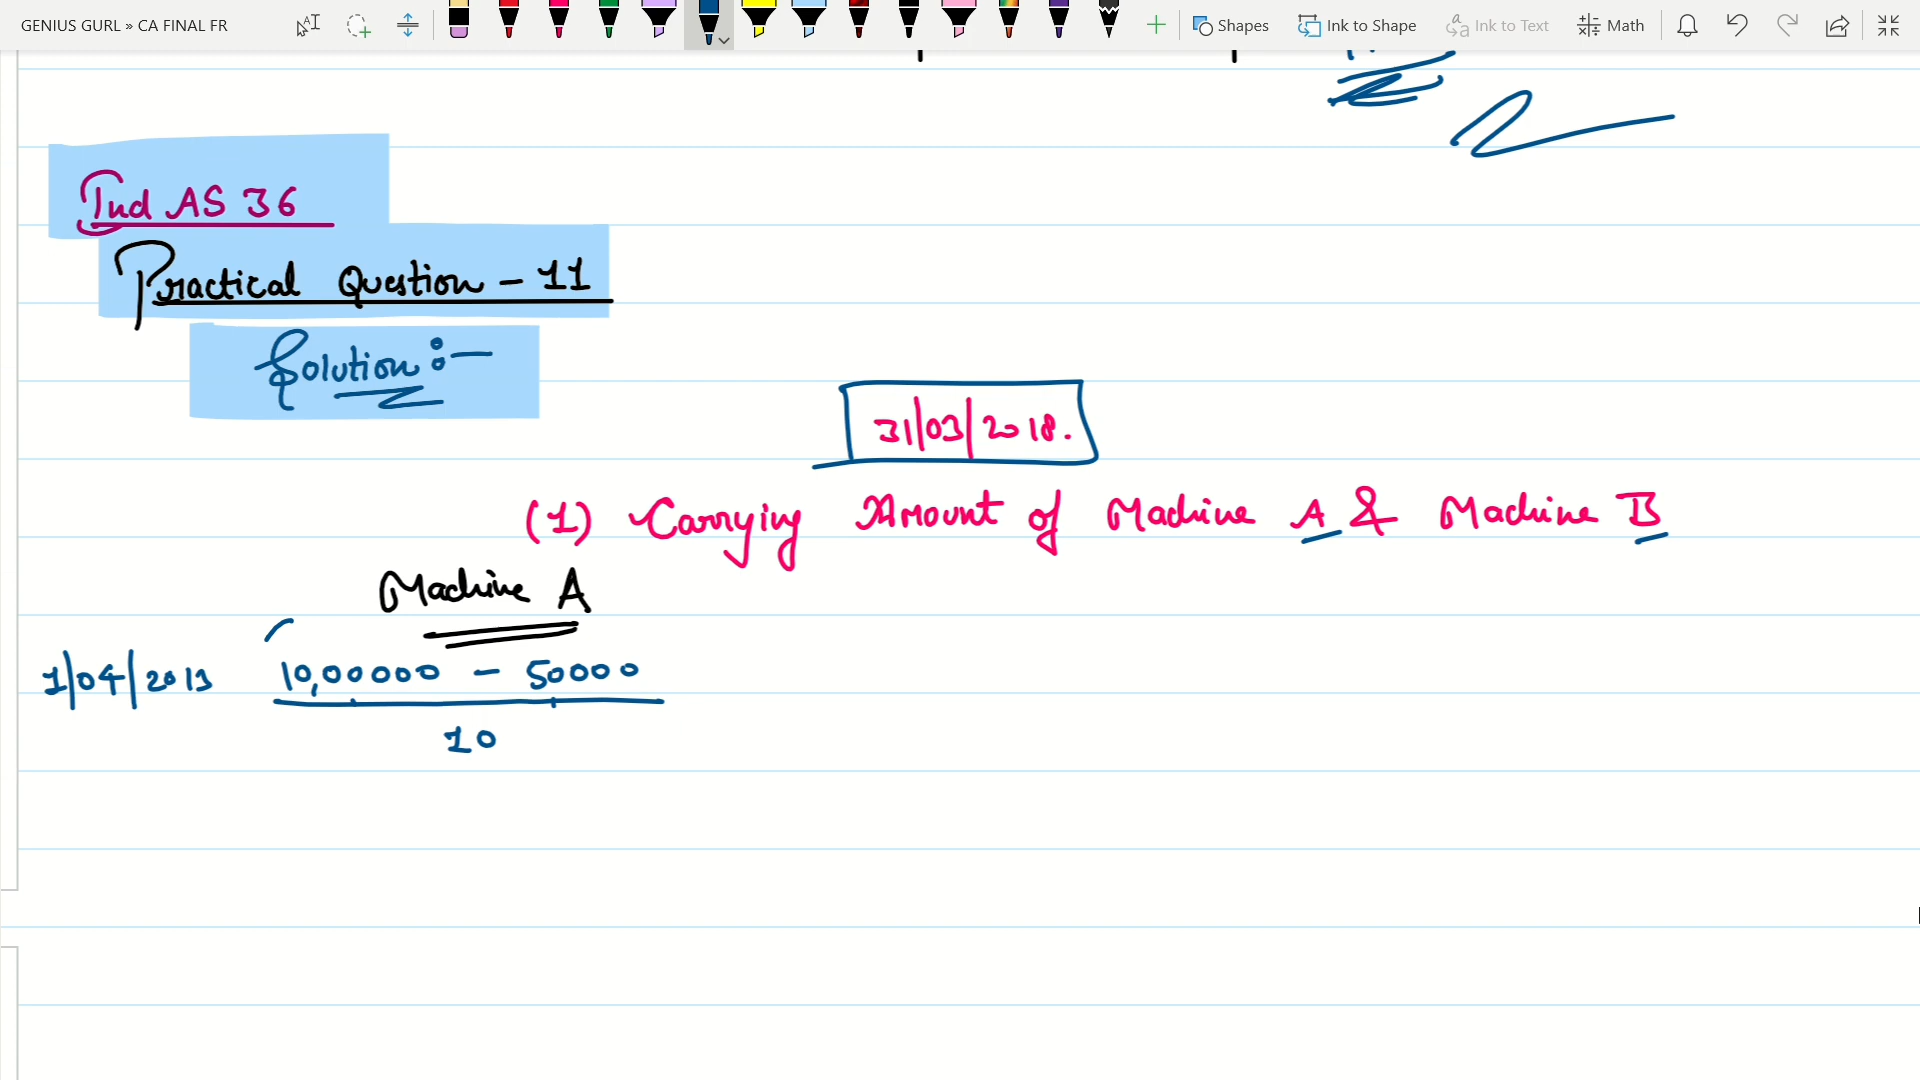 GENIUS GURL » CA FINAL FR
Shapes
Ink to Shape
Ink to Text
Math
Ind AS 36
Practical Question - 11
Solution :-
31/03/2018.
(1) Carrying Amount of Machine A & Machine B
Machine A
1/04/2013 10,00000 - 50000
10